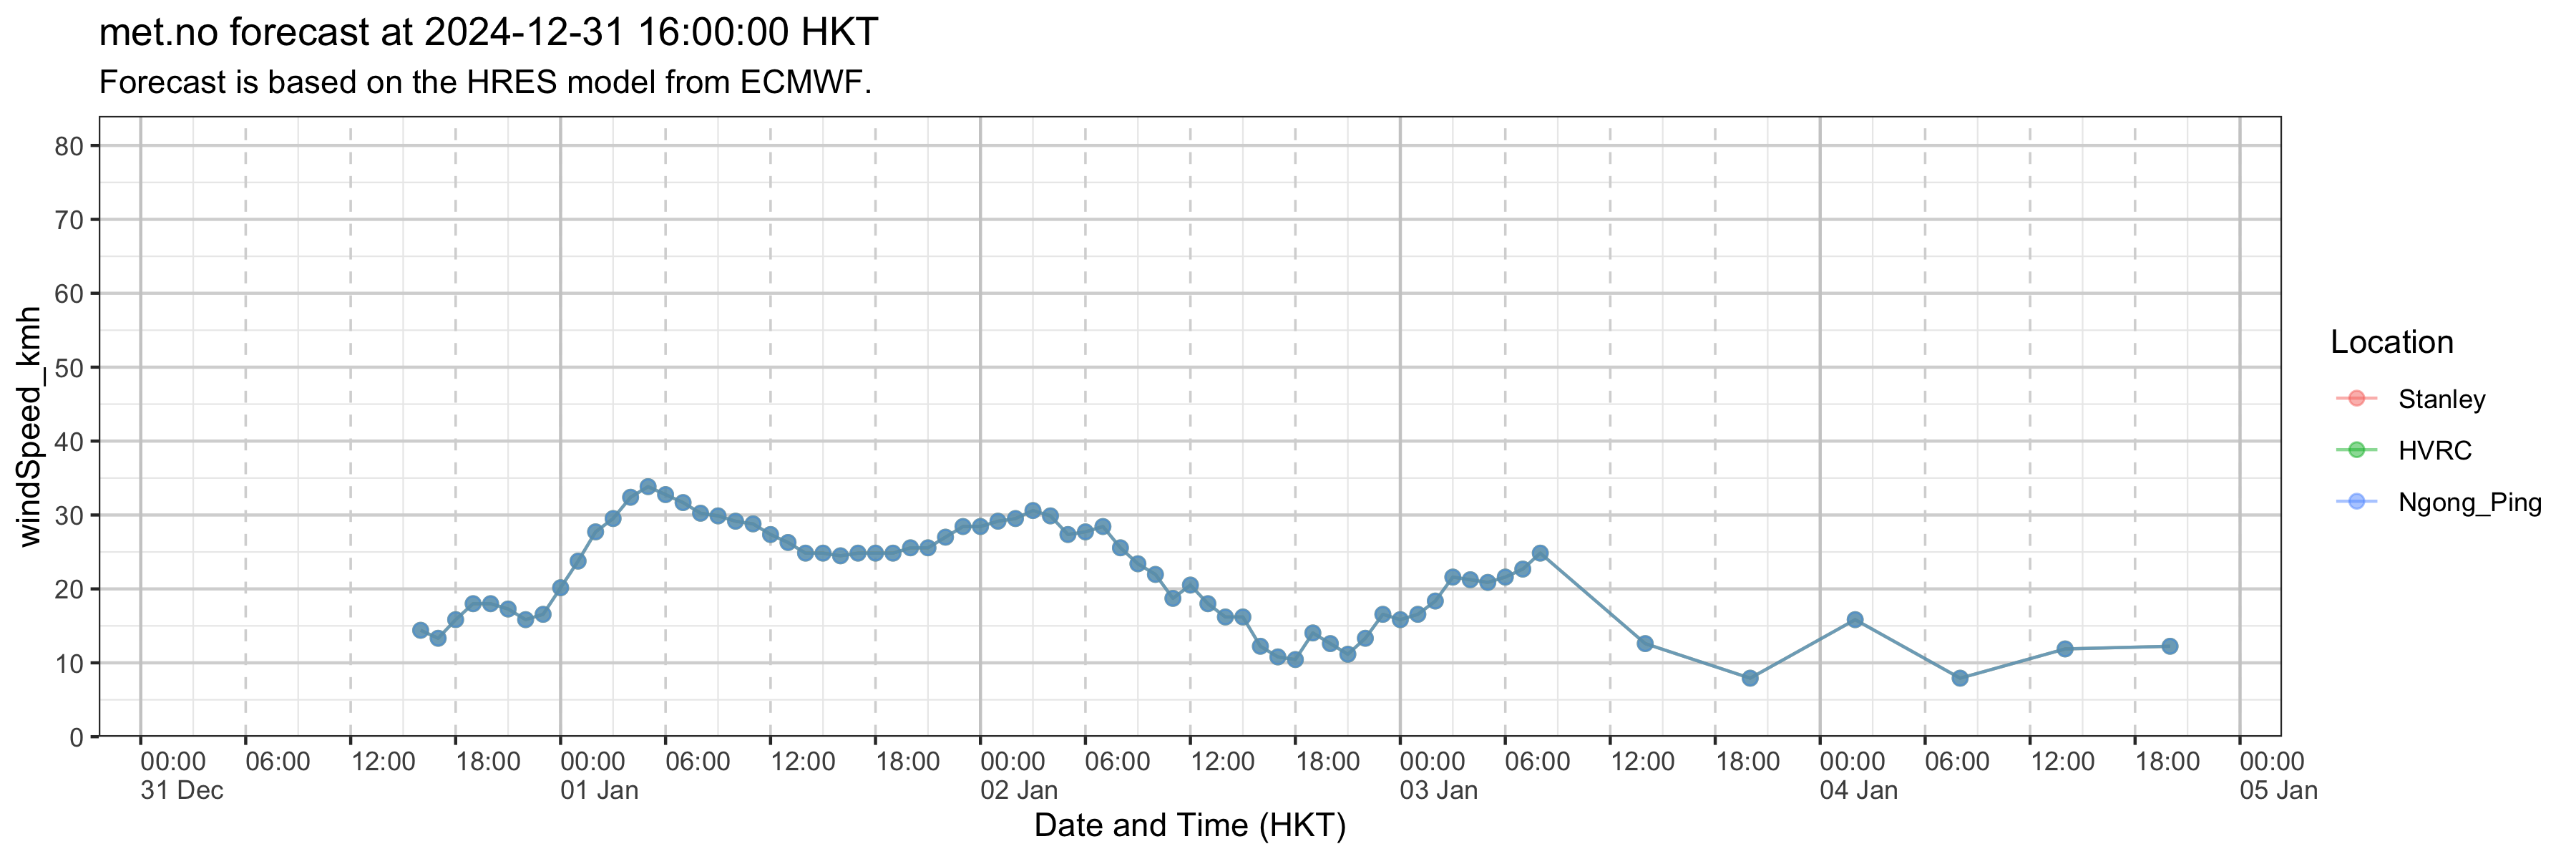 met.no forecast at 2024-12-31 16:00:00 HKT
Forecast is based on the HRES model from ECMWF.
windSpeed_kmh
80
70
60
50
40
30
20
10
0
00:00 06:00 12:00 18:00 00:00 06:00 12:00 18:00 00:00 06:00 12:00 18:00 00:00 06:00 12:00 18:00 00:00 06:00 12:00 18:00 00:00
31 Dec 01 Jan 02 Jan 03 Jan 04 Jan 05 Jan
Date and Time (HKT)
Location
Stanley
HVRC
Ngong_Ping